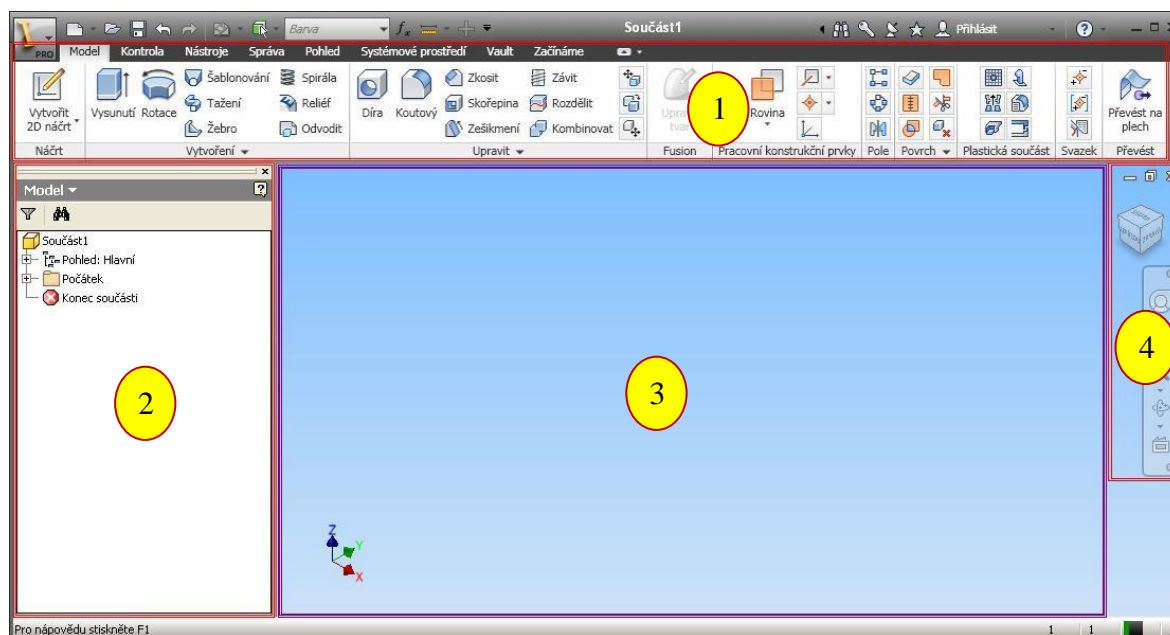 Barva fx Součást1 Přihlásit ?
PRO Model Kontrola Nástroje Správa Pohled Systémové prostředí Vault Začínáme
Vytvořit 2D náčrt
Vysunutí Rotace
Šablonování Spirála
Tažení Reliéf
Žebro Odvodit
Díra Koutový
Zkosit Závit
Skořepina Rozdělit
Zešikmení Kombinovat
1
Rovina
Převést na plech
Náčrt Vytvoření Upravit Fusion Pracovní konstrukční prvky Pole Povrch Plastická součást Svazek Převést
Model
Součást1
Pohled: Hlavní
Počátek
Konec součásti
2
3
4
Z
Y
X
Pro nápovědu stiskněte F1 1 1